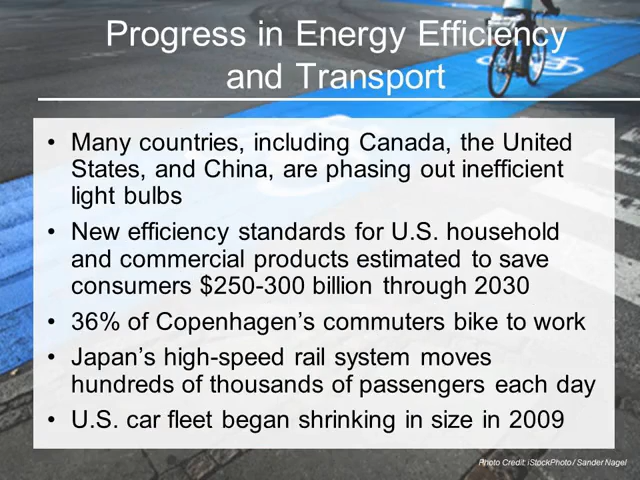 Progress in Energy Efficiency
and Transport
• Many countries, including Canada, the United
States, and China, are phasing out inefficient
light bulbs
• New efficiency standards for U.S. household
and commercial products estimated to save
consumers $250-300 billion through 2030
• 36% of Copenhagen’s commuters bike to work
• Japan’s high-speed rail system moves
hundreds of thousands of passengers each day
• U.S. car fleet began shrinking in size in 2009
Photo Credit: iStockPhoto / Sander Nagel